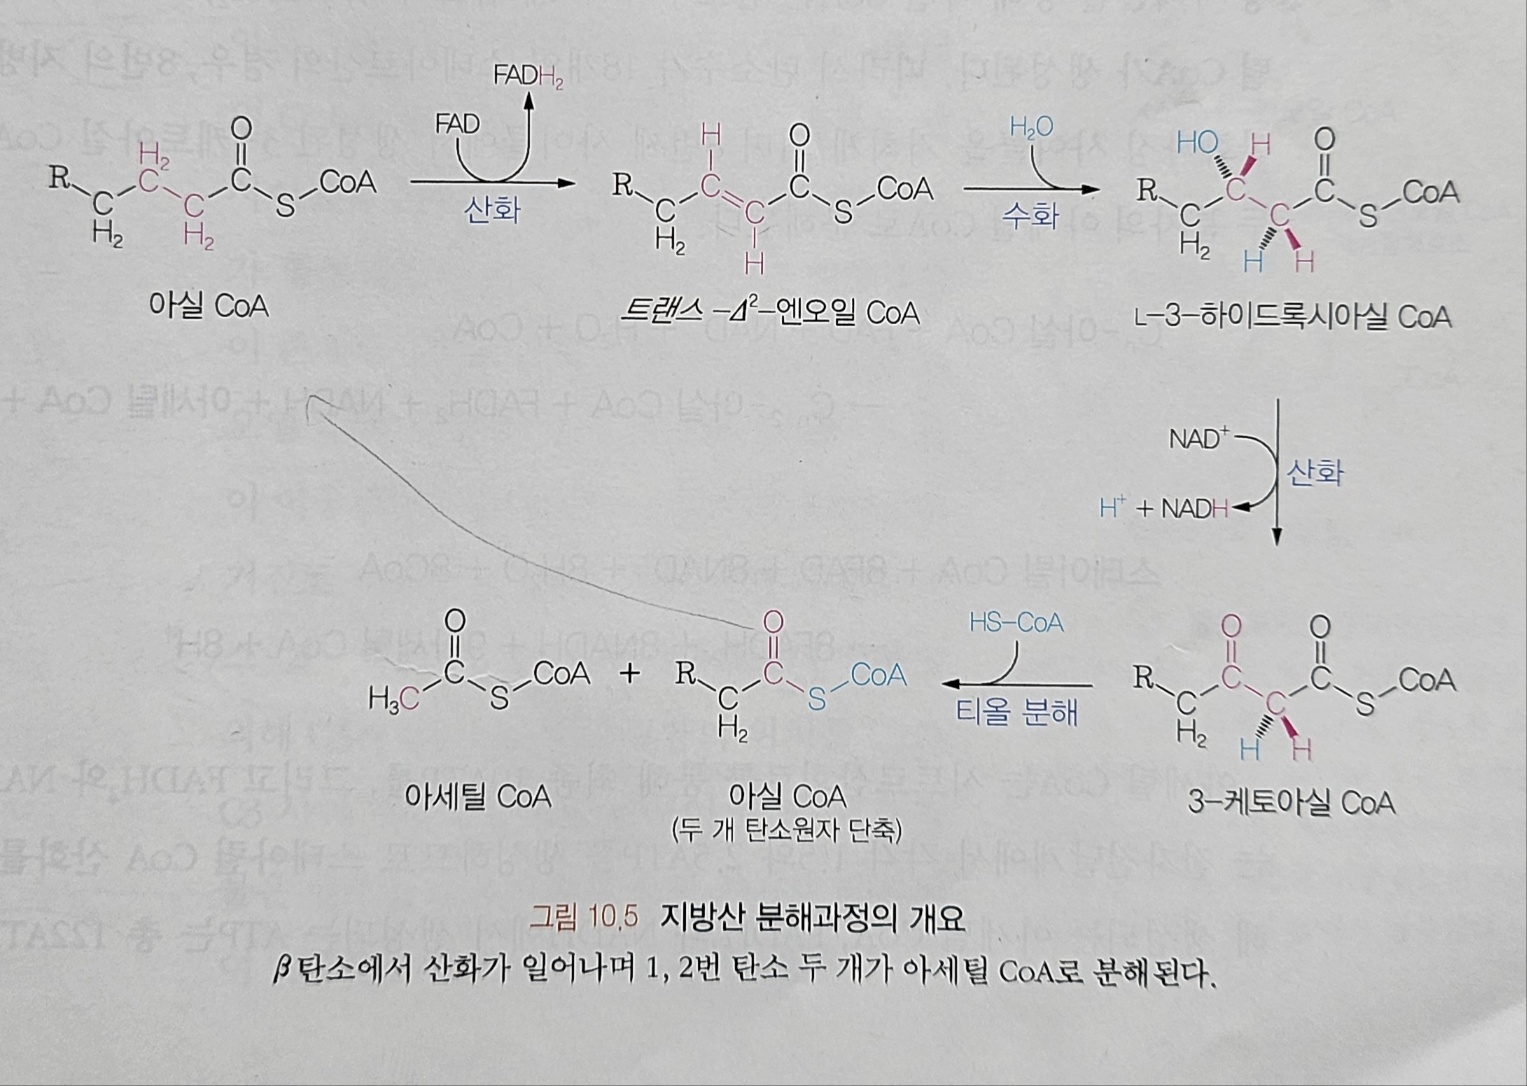 FADH₂
FAD
산화
R C H₂ C H₂ C H₂ C O S CoA
아실 CoA
R C H₂ C H C H C O S CoA
트랜스 –Δ²–엔오일 CoA
H₂O
수화
HO H R C H₂ C C H H C O S CoA
L–3–하이드록시아실 CoA
NAD⁺
산화
H⁺ + NADH
R C H₂ C O C H H C O S CoA
3–케토아실 CoA
HS–CoA
티올 분해
H₃C C O S CoA + R C H₂ C O S CoA
아세틸 CoA
아실 CoA
(두 개 탄소원자 단축)
그림 10.5 지방산 분해과정의 개요
β탄소에서 산화가 일어나며 1, 2번 탄소 두 개가 아세틸 CoA로 분해된다.